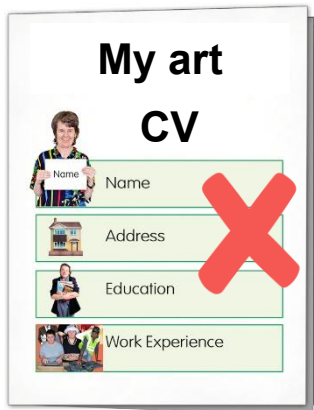 My art
CV
Name
Name
Address
Education
Work Experience